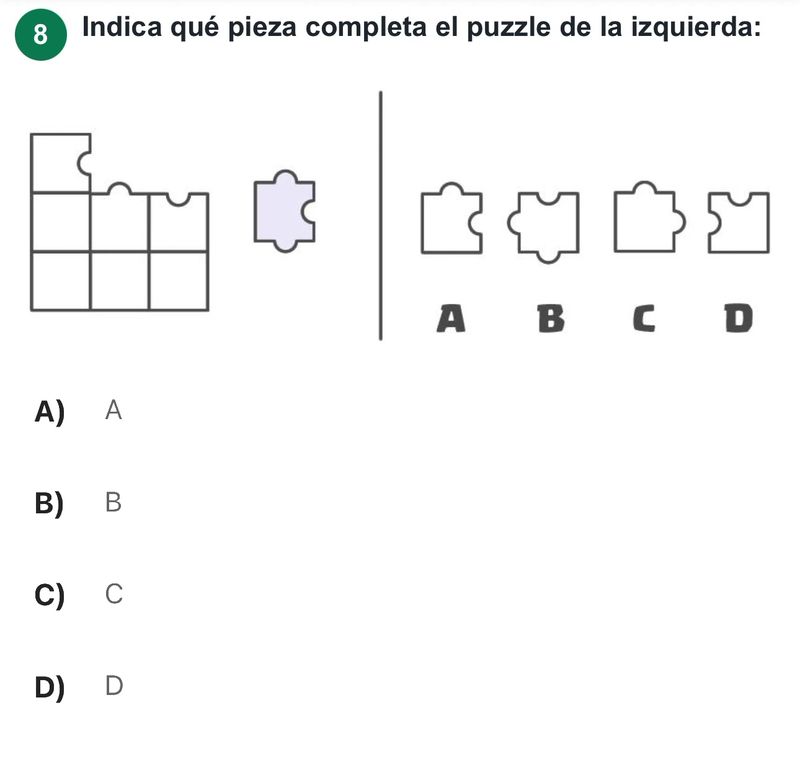 8 Indica qué pieza completa el puzzle de la izquierda:
A B C D
A) A
B) B
C) C
D) D